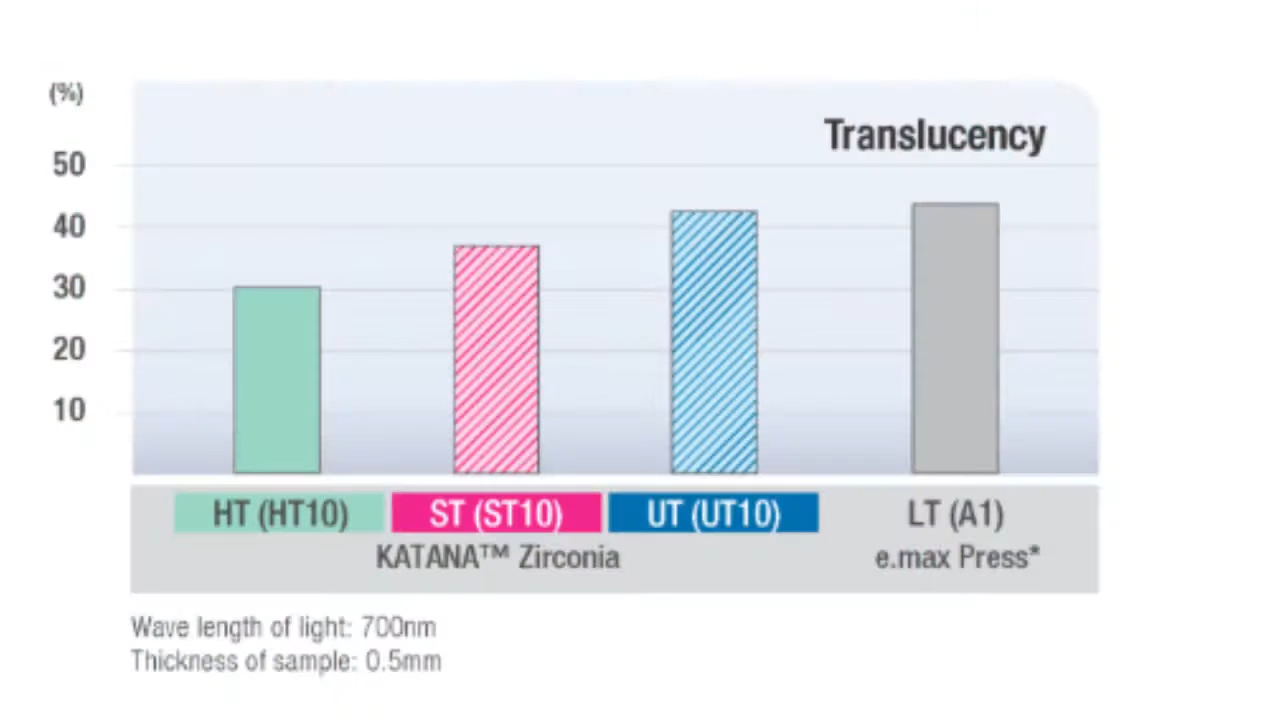 (%)
Translucency
50
40
30
20
10
HT (HT10) ST (ST10) UT (UT10) LT (A1)
KATANA™ Zirconia e.max Press*
Wave length of light: 700nm
Thickness of sample: 0.5mm